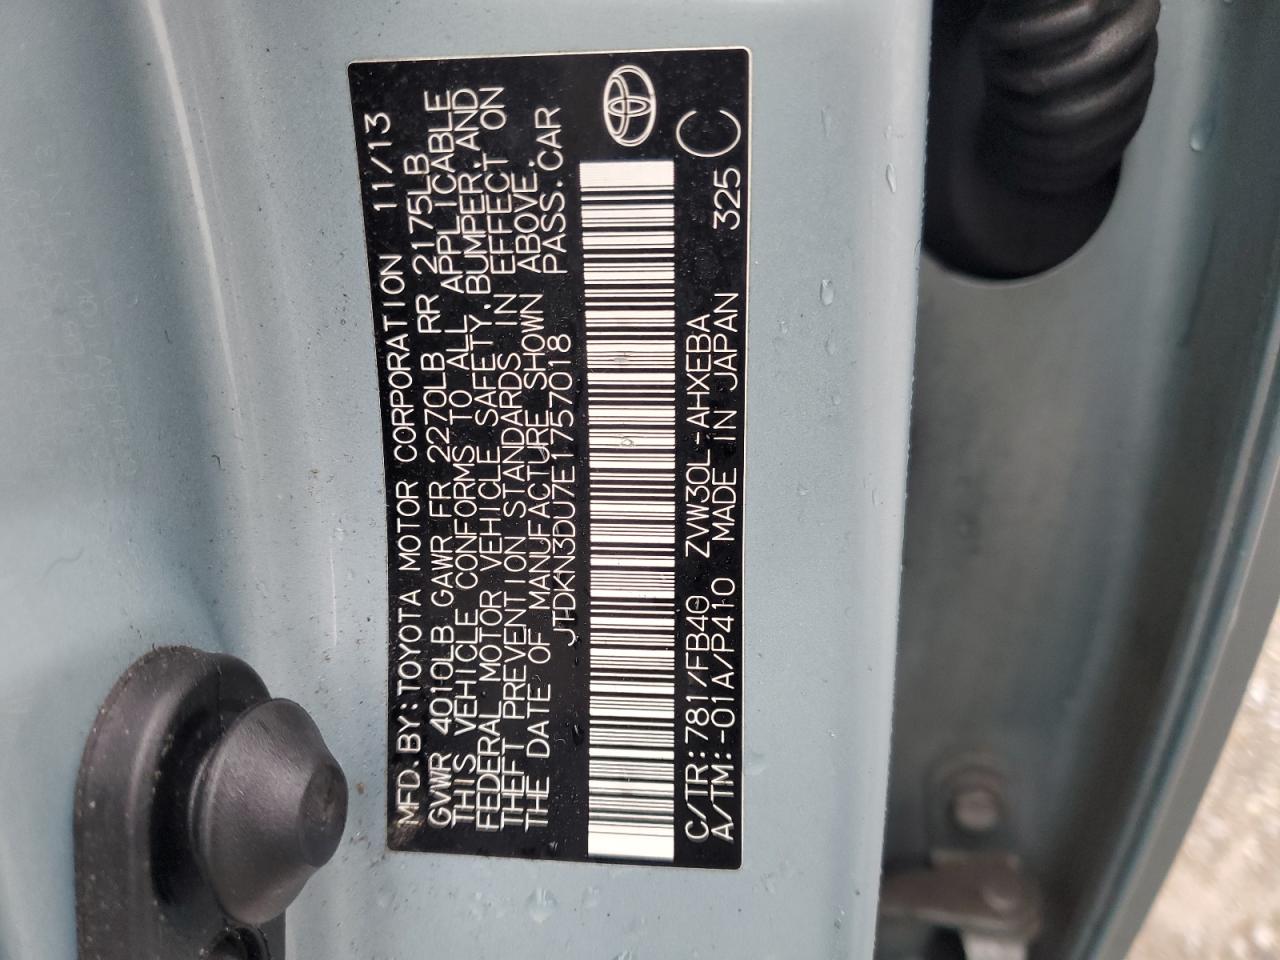 MFD.BY:TOYOTA MOTOR CORPORATION 11/13
GVWR 4010LB GAWR FR 2270LB RR 2175LB
THIS VEHICLE CONFORMS TO ALL APPLICABLE
FEDERAL MOTOR VEHICLE SAFETY,BUMPER,AND
THEFT PREVENTION STANDARDS IN EFFECT ON
THE DATE OF MANUFACTURE SHOWN ABOVE.
JTDKN3DU7E1757018 PASS.CAR
C/TR:781/FB40 ZVW30L-AHXEBA 325
A/TM:-01A/P410 MADE IN JAPAN C